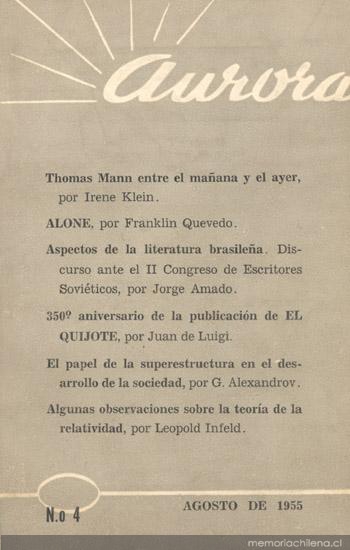 Aurora
Thomas Mann entre el mañana y el ayer,
por Irene Klein.
ALONE, por Franklin Quevedo.
Aspectos de la literatura brasileña. Dis-
curso ante el II Congreso de Escritores
Soviéticos, por Jorge Amado.
350º aniversario de la publicación de EL
QUIJOTE, por Juan de Luigi.
El papel de la superestructura en el des-
arrollo de la sociedad, por G. Alexandrov.
Algunas observaciones sobre la teoría de la
relatividad, por Leopold Infeld.
N.o 4
AGOSTO DE 1955
memoriachilena.cl